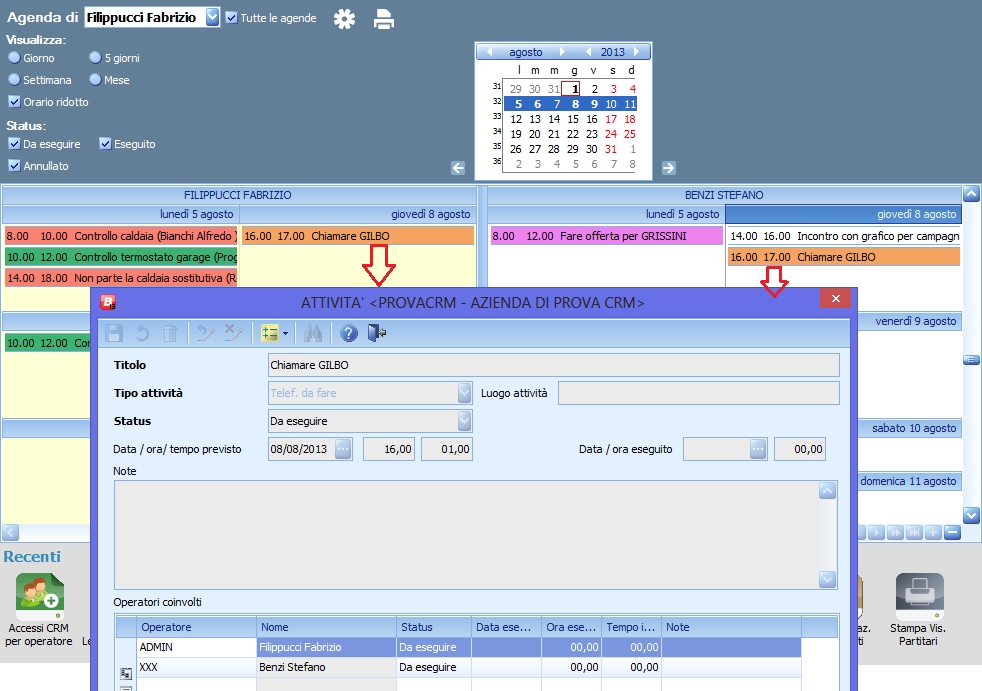 Agenda di Filippucci Fabrizio Tutte le agende
Visualizza:
Giorno 5 giorni
Settimana Mese
Orario ridotto
Status:
Da eseguire Eseguito
Annullato
agosto 2013
l m m g v s d
31 29 30 31 1 2 3 4
32 5 6 7 8 9 10 11
33 12 13 14 15 16 17 18
34 19 20 21 22 23 24 25
35 26 27 28 29 30 31 1
36 2 3 4 5 6 7 8
FILIPPUCCI FABRIZIO
lunedì 5 agosto giovedì 8 agosto
8.00 10.00 Controllo caldaia (Bianchi Alfredo )
16.00 17.00 Chiamare GILBO
10.00 12.00 Controllo termostato garage (Prog
14.00 18.00 Non parte la caldaia sostitutiva (R
10.00 12.00 Cor
BENZI STEFANO
lunedì 5 agosto giovedì 8 agosto
8.00 12.00 Fare offerta per GRISSINI
14.00 16.00 Incontro con grafico per campagn
16.00 17.00 Chiamare GILBO
venerdì 9 agosto
sabato 10 agosto
domenica 11 agosto
ATTIVITA' <PROVACRM - AZIENDA DI PROVA CRM>
Titolo Chiamare GILBO
Tipo attività Telef. da fare Luogo attività
Status Da eseguire
Data / ora/ tempo previsto 08/08/2013 16,00 01,00 Data / ora eseguito 00,00
Note
Operatori coinvolti
Operatore Nome Status Data ese... Ora ese... Tempo i... Note
ADMIN Filippucci Fabrizio Da eseguire 00,00 00,00
XXX Benzi Stefano Da eseguire 00,00 00,00
Recenti
Accessi CRM
per operatore
Le
az.
ti
Stampa Vis.
Partitari